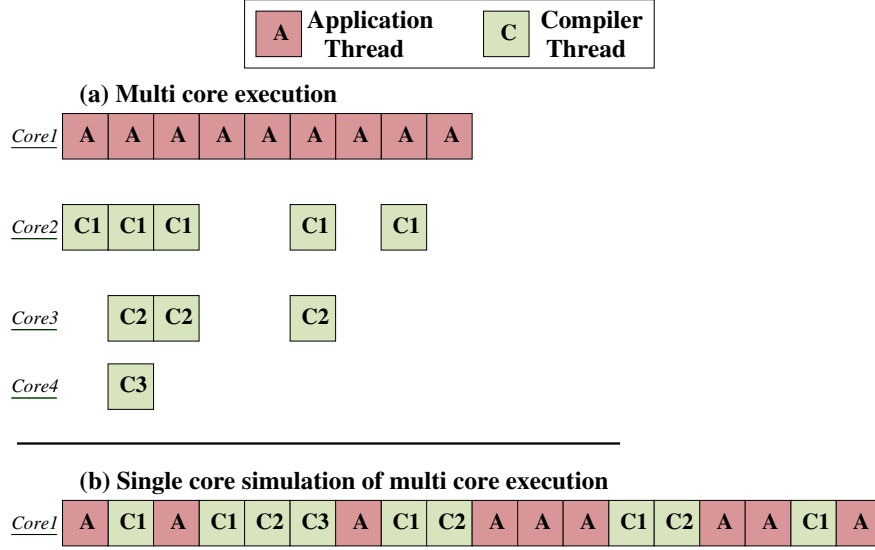 A Application Thread C Compiler Thread
(a) Multi core execution
Core1 A A A A A A A A A
Core2 C1 C1 C1 C1 C1
Core3 C2 C2 C2
Core4 C3
(b) Single core simulation of multi core execution
Core1 A C1 A C1 C2 C3 A C1 C2 A A A C1 C2 A A C1 A